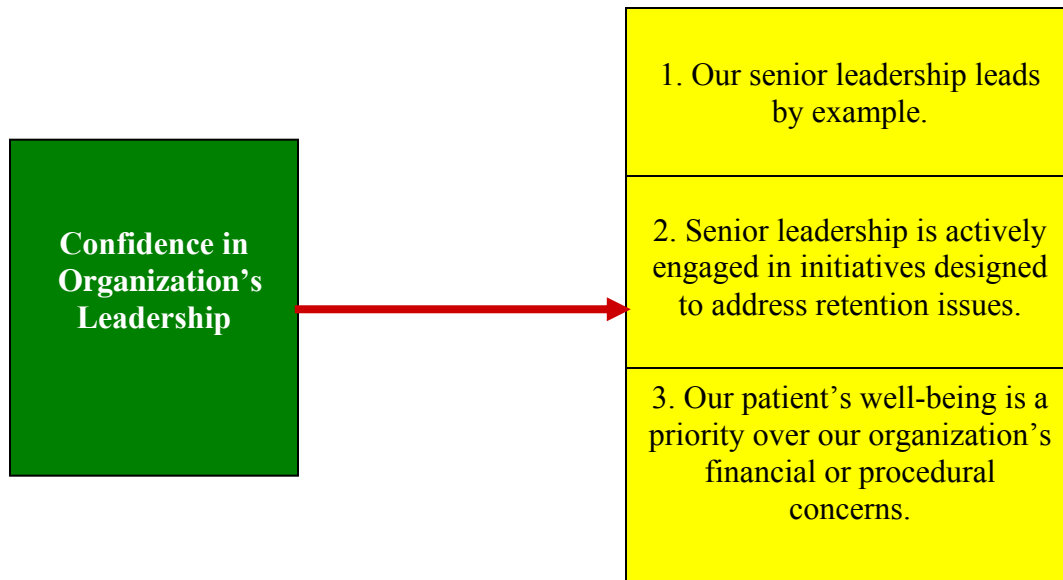 Confidence in
Organization’s
Leadership
1. Our senior leadership leads
by example.
2. Senior leadership is actively
engaged in initiatives designed
to address retention issues.
3. Our patient’s well-being is a
priority over our organization’s
financial or procedural
concerns.